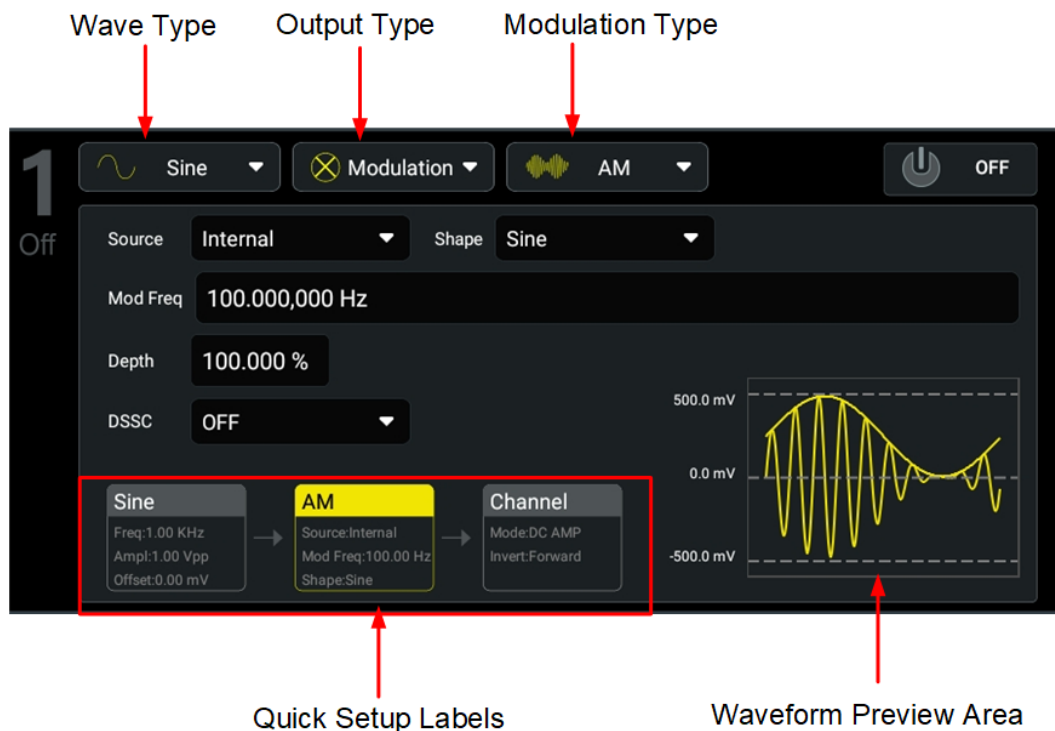 Wave Type Output Type Modulation Type
1 Sine Modulation AM OFF
Off Source Internal Shape Sine
Mod Freq 100.000,000 Hz
Depth 100.000 %
DSSC OFF
500.0 mV
0.0 mV
-500.0 mV
Sine AM Channel
Freq:1.00 KHz Source:Internal Mode:DC AMP
Ampl:1.00 Vpp Mod Freq:100.00 Hz Invert:Forward
Offset:0.00 mV Shape:Sine
Quick Setup Labels Waveform Preview Area